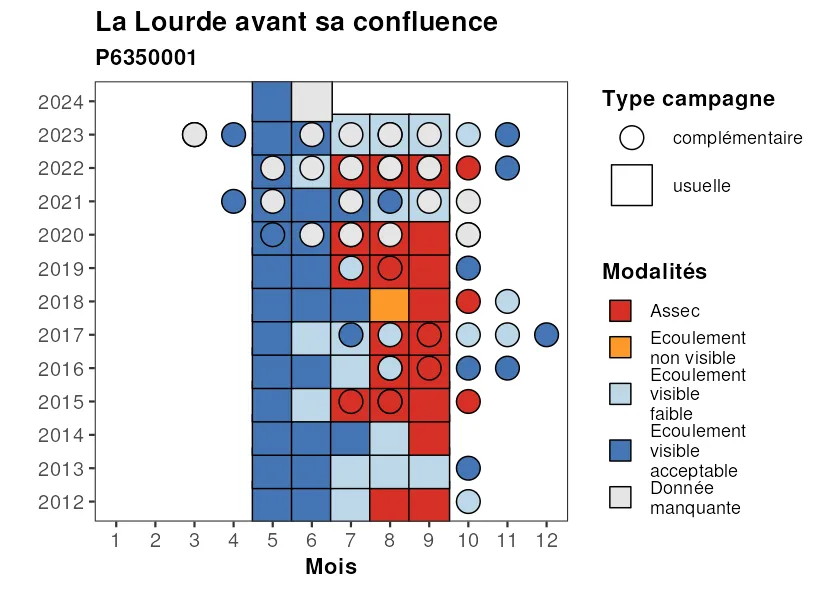 La Lourde avant sa confluence
P6350001
2024
2023
2022
2021
2020
2019
2018
2017
2016
2015
2014
2013
2012
1 2 3 4 5 6 7 8 9 10 11 12
Mois
Type campagne
complémentaire
usuelle
Modalités
Assec
Ecoulement
non visible
Ecoulement
visible
faible
Ecoulement
visible
acceptable
Donnée
manquante